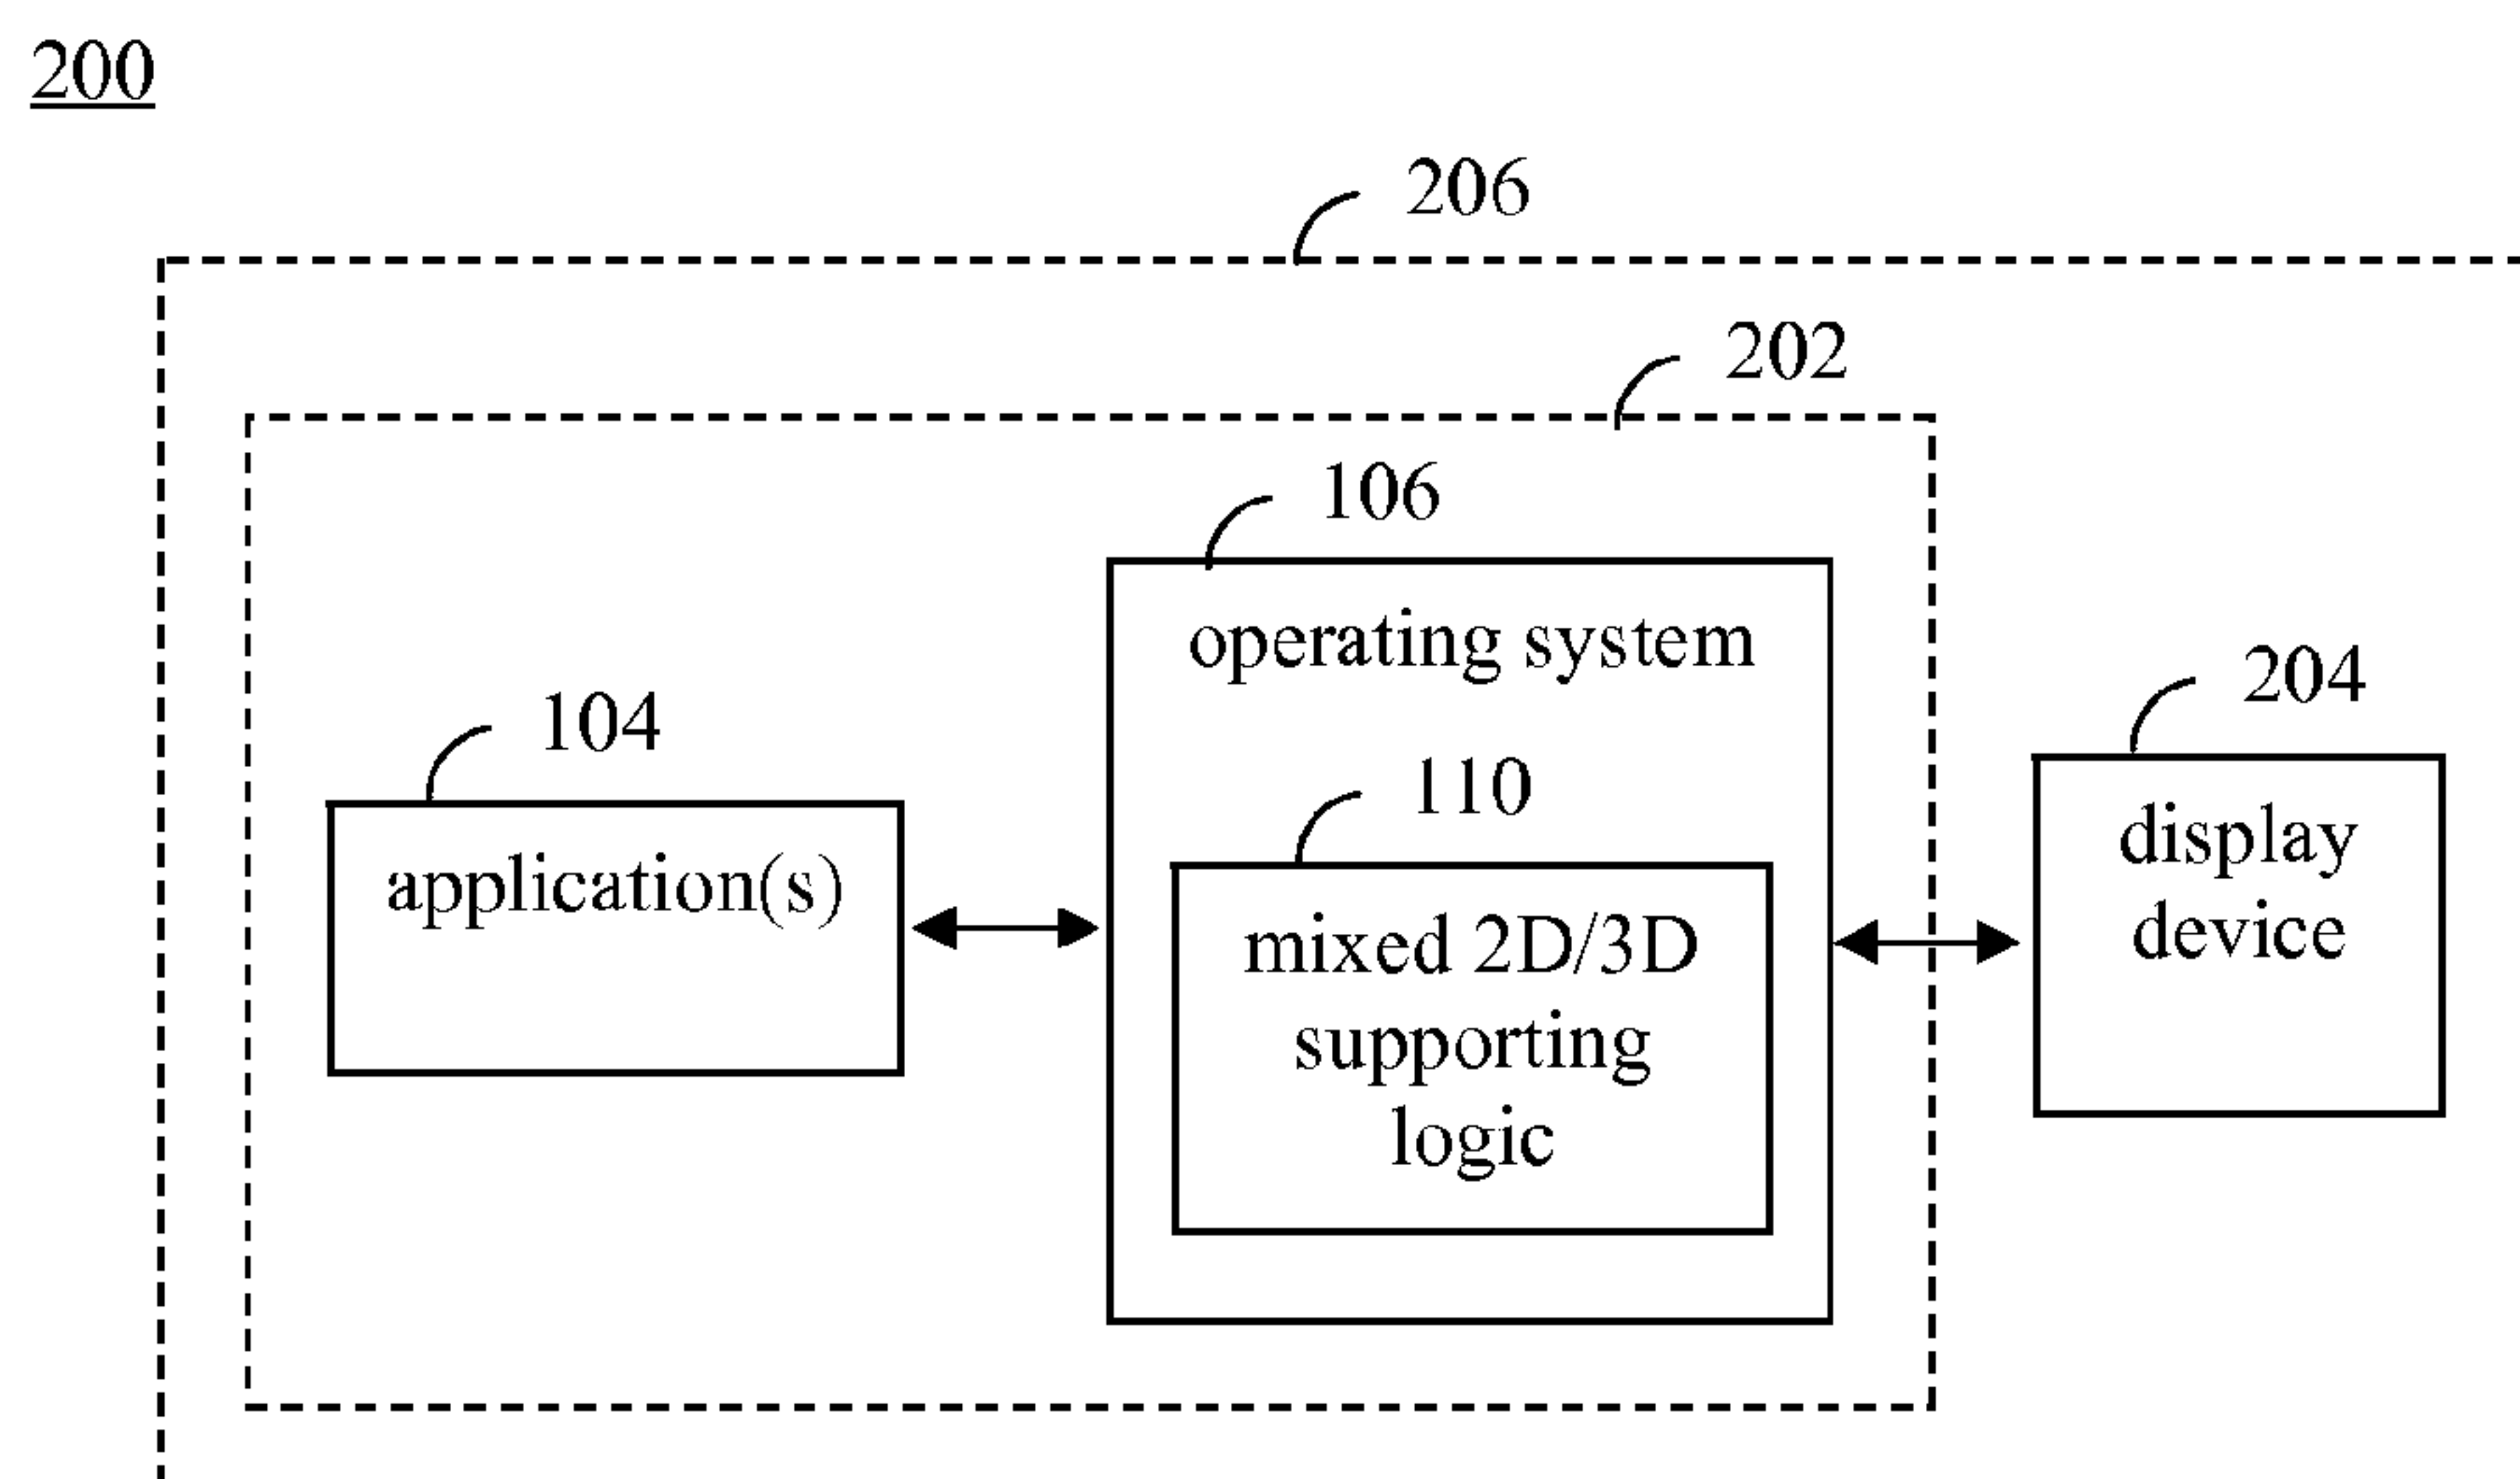 200
206
202
106
operating system
104
application(s)
110
mixed 2D/3D
supporting
logic
204
display
device